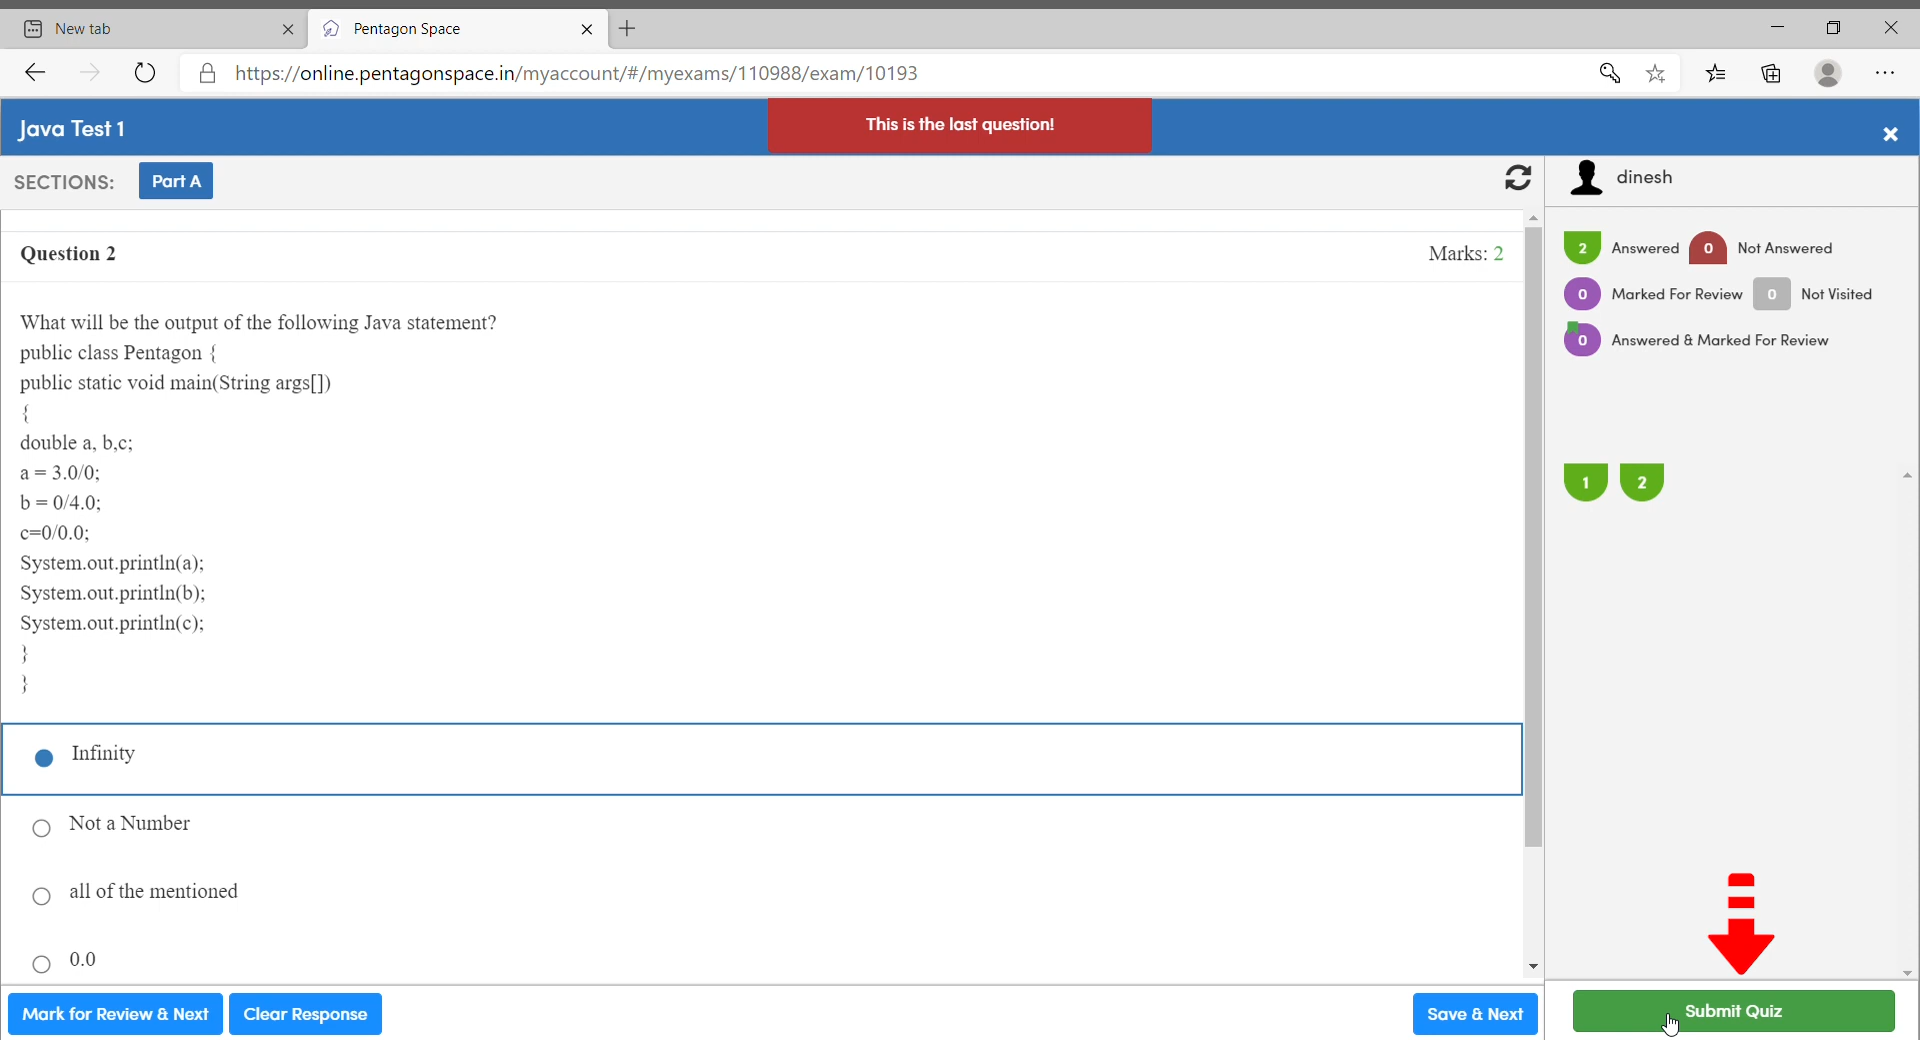 New tab
Pentagon Space
https://online.pentagonspace.in/myaccount/#/myexams/110988/exam/10193
Java Test 1
This is the last question!
SECTIONS:
Part A
dinesh
Question 2
Marks: 2
2 Answered 0 Not Answered
0 Marked For Review 0 Not Visited
0 Answered & Marked For Review
1 2
What will be the output of the following Java statement?
public class Pentagon {
public static void main(String args[])
{
double a, b,c;
a = 3.0/0;
b = 0/4.0;
c=0/0.0;
System.out.println(a);
System.out.println(b);
System.out.println(c);
}
}
Infinity
Not a Number
all of the mentioned
0.0
Mark for Review & Next
Clear Response
Save & Next
Submit Quiz